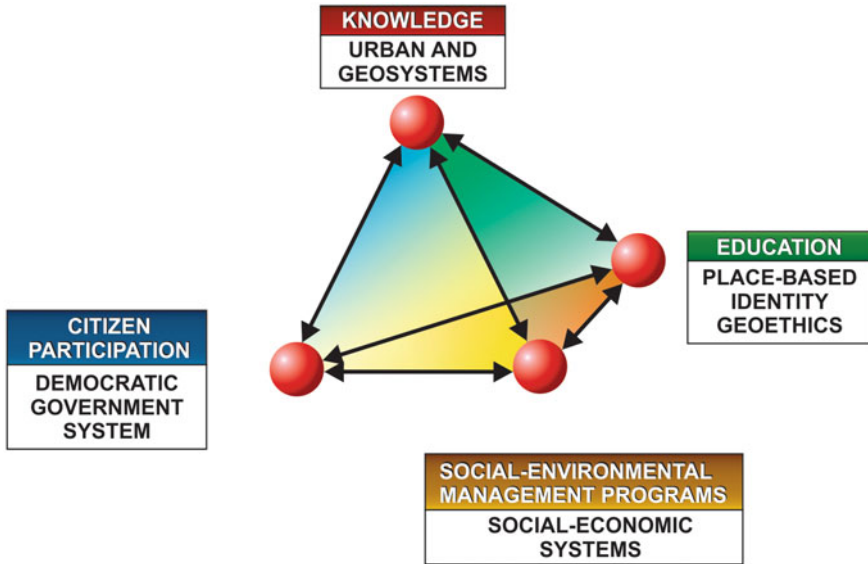 KNOWLEDGE
URBAN AND
GEOSYSTEMS
EDUCATION
PLACE-BASED
IDENTITY
GEOETHICS
CITIZEN
PARTICIPATION
DEMOCRATIC
GOVERNMENT
SYSTEM
SOCIAL-ENVIRONMENTAL
MANAGEMENT PROGRAMS
SOCIAL-ECONOMIC
SYSTEMS